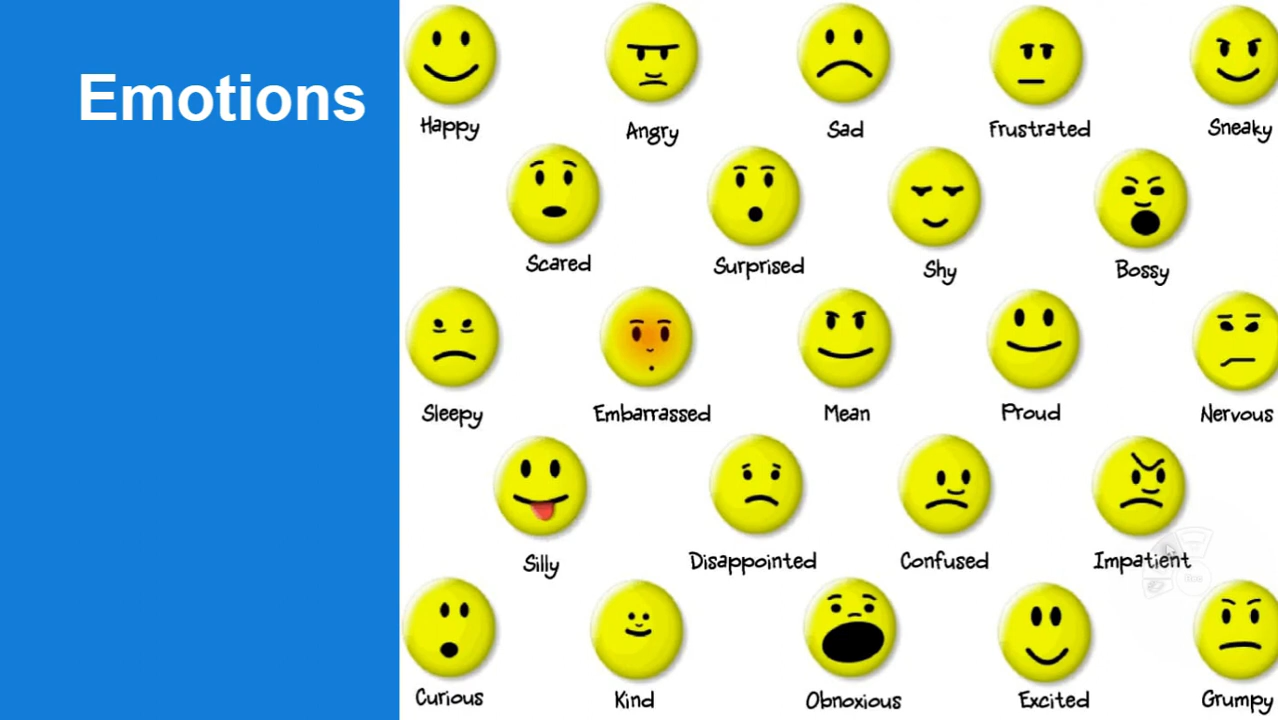 Emotions
Happy
Angry
Sad
Frustrated
Sneaky
Scared
Surprised
Shy
Bossy
Sleepy
Embarrassed
Mean
Proud
Nervous
Silly
Disappointed
Confused
Impatient
Curious
Kind
Obnoxious
Excited
Grumpy